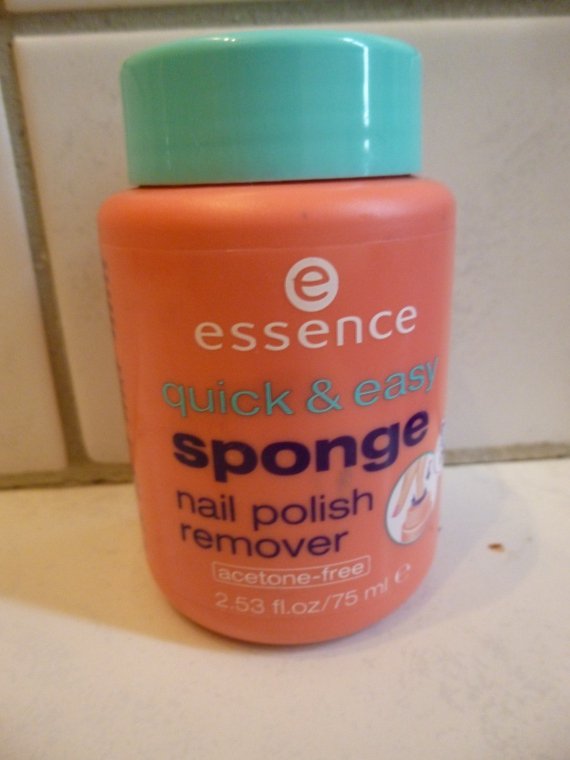 e
essence
quick & easy
sponge
nail polish
remover
acetone-free
2.53 fl.oz/75 ml ℮